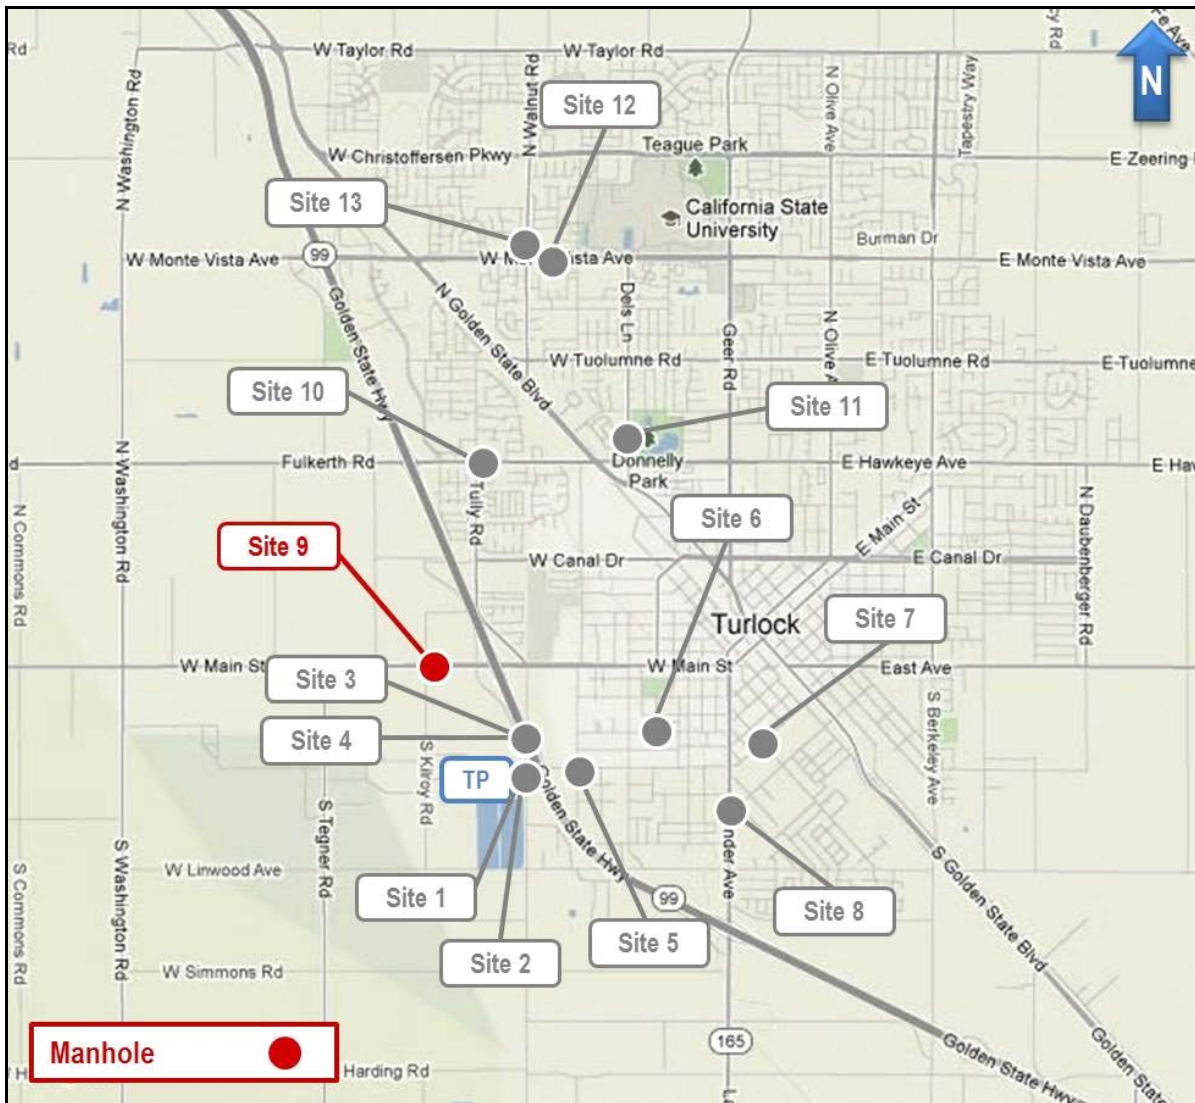 Rd
W Taylor Rd
W Taylor Rd
N
N Washington Rd
N Walnut Rd
Site 12
N Olive Ave
Tapestry Way
Teague Park
W Christoffersen Pkwy
E Zeering
Site 13
California State
University
Burman Dr
99
W Monte Vista Ave
E Monte Vista Ave
Golden State Hwy
N Golden State Blvd
Dels Ln
Geer Rd
W Tuolumne Rd
E Tuolumne Rd
E Tuolumne
Site 10
Site 11
Fulkerth Rd
Donnelly
Park
E Hawkeye Ave
N Washington Rd
Tully Rd
N Commons Rd
Site 9
Site 6
E Main St
N Daubenberger Rd
W Canal Dr
E Canal Dr
Turlock
Site 7
W Main St
W Main St
East Ave
Site 3
Site 4
S Kilroy Rd
S Berkeley Ave
TP
Golden State Hwy
S Tegner Rd
S Washington Rd
S Commons Rd
W Linwood Ave
nder Ave
S Golden State Blvd
Site 1
99
Site 8
Site 5
Site 2
W Simmons Rd
165
Manhole
Harding Rd
Golden State Hwy
Golden State